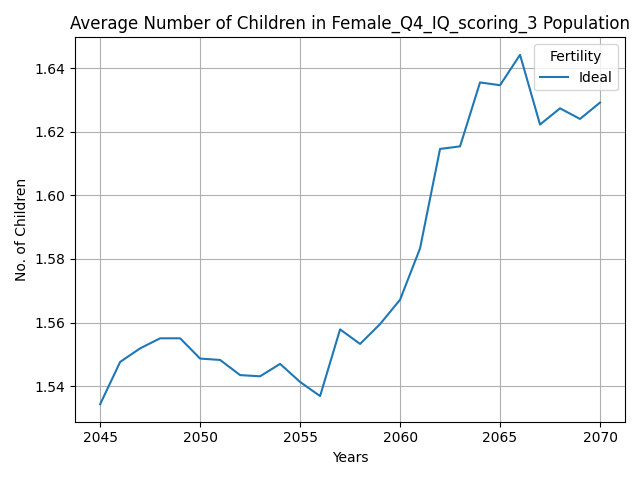 Average Number of Children in Female_Q4_IQ_scoring_3 Population
Fertility
Ideal
1.64
1.62
1.60
1.58
1.56
1.54
No. of Children
2045 2050 2055 2060 2065 2070
Years